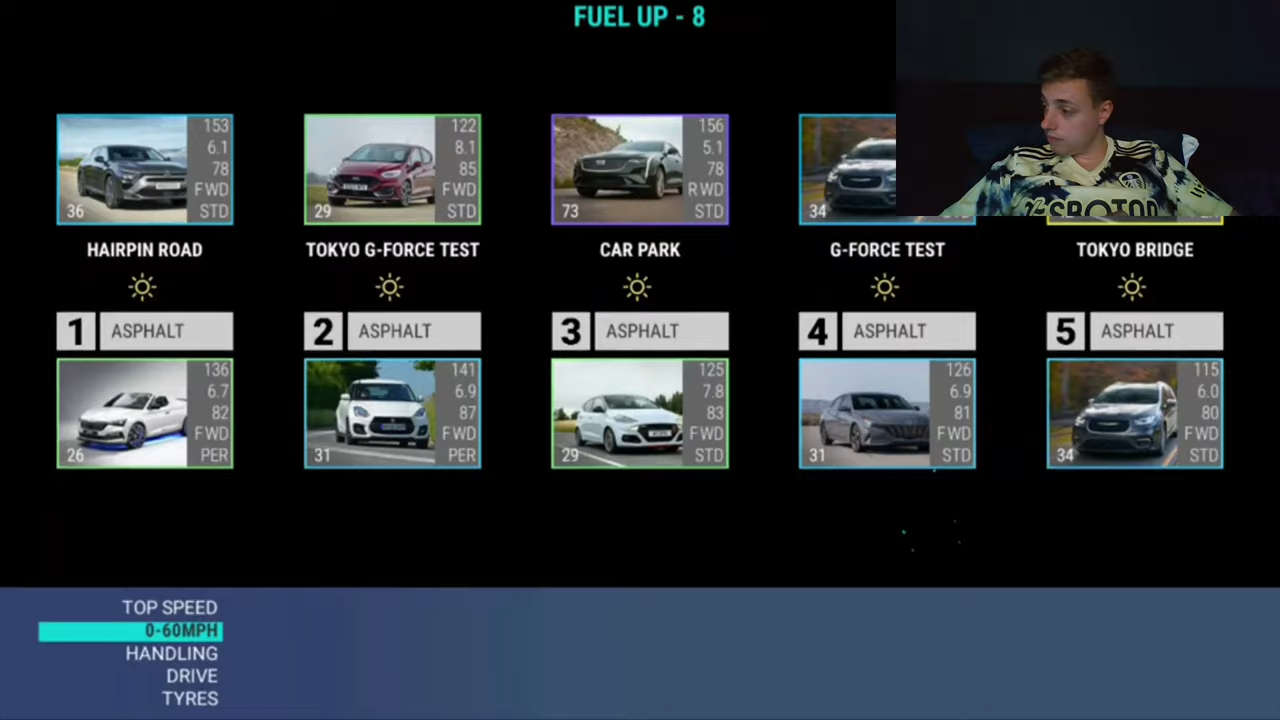 FUEL UP - 8
153
6.1
78
FWD
STD
36
122
8.1
85
FWD
STD
29
156
5.1
78
RWD
STD
73
34
HAIRPIN ROAD
TOKYO G-FORCE TEST
CAR PARK
G-FORCE TEST
TOKYO BRIDGE
1 ASPHALT
2 ASPHALT
3 ASPHALT
4 ASPHALT
5 ASPHALT
136
6.7
82
FWD
PER
26
141
6.9
87
FWD
PER
31
125
7.8
83
FWD
STD
29
126
6.9
81
FWD
STD
31
115
6.0
80
FWD
STD
34
TOP SPEED
0-60MPH
HANDLING
DRIVE
TYRES